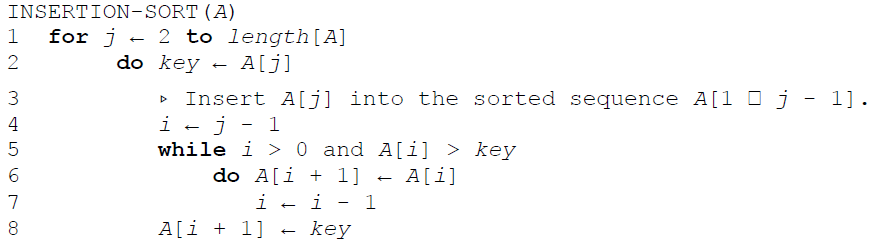 INSERTION-SORT(A)
1 for j ← 2 to length[A]
2 do key ← A[j]
3 ▹ Insert A[j] into the sorted sequence A[1 □ j - 1].
4 i ← j - 1
5 while i > 0 and A[i] > key
6 do A[i + 1] ← A[i]
7 i ← i - 1
8 A[i + 1] ← key